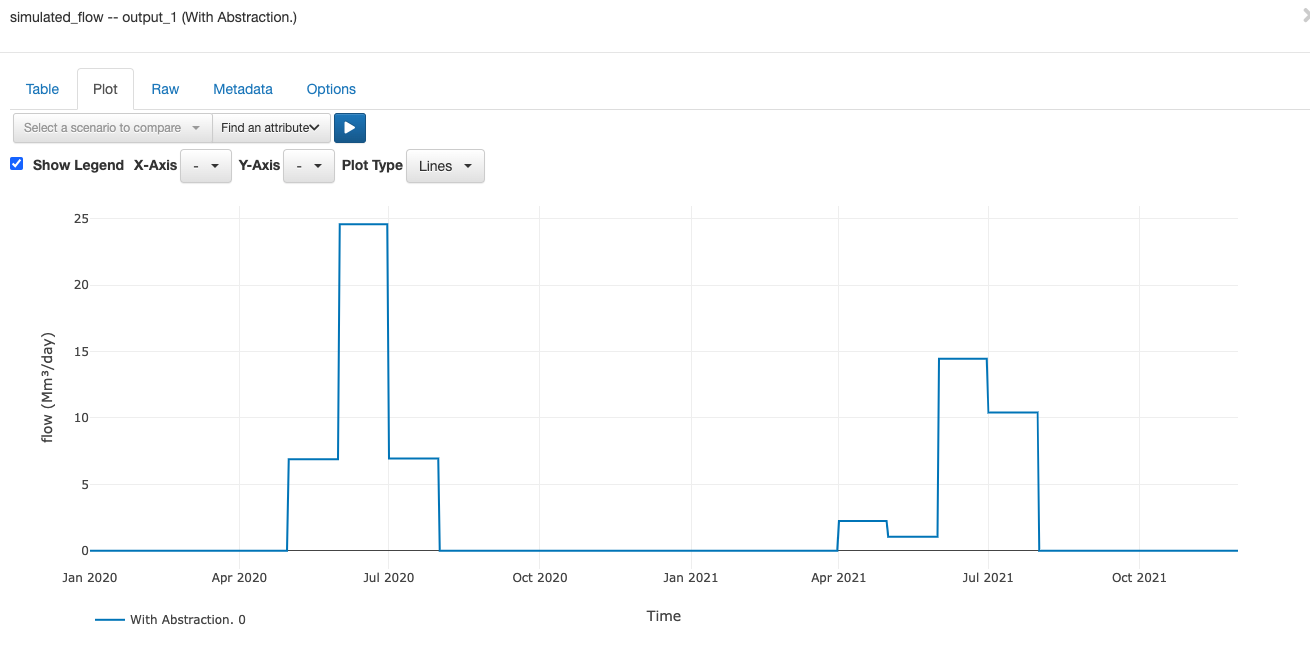 simulated_flow -- output_1 (With Abstraction.)
Table Plot Raw Metadata Options
Select a scenario to compare Find an attribute
Show Legend X-Axis - Y-Axis - Plot Type Lines
25
20
15
10
5
0
flow (Mm³/day)
Jan 2020 Apr 2020 Jul 2020 Oct 2020 Jan 2021 Apr 2021 Jul 2021 Oct 2021
Time
With Abstraction. 0